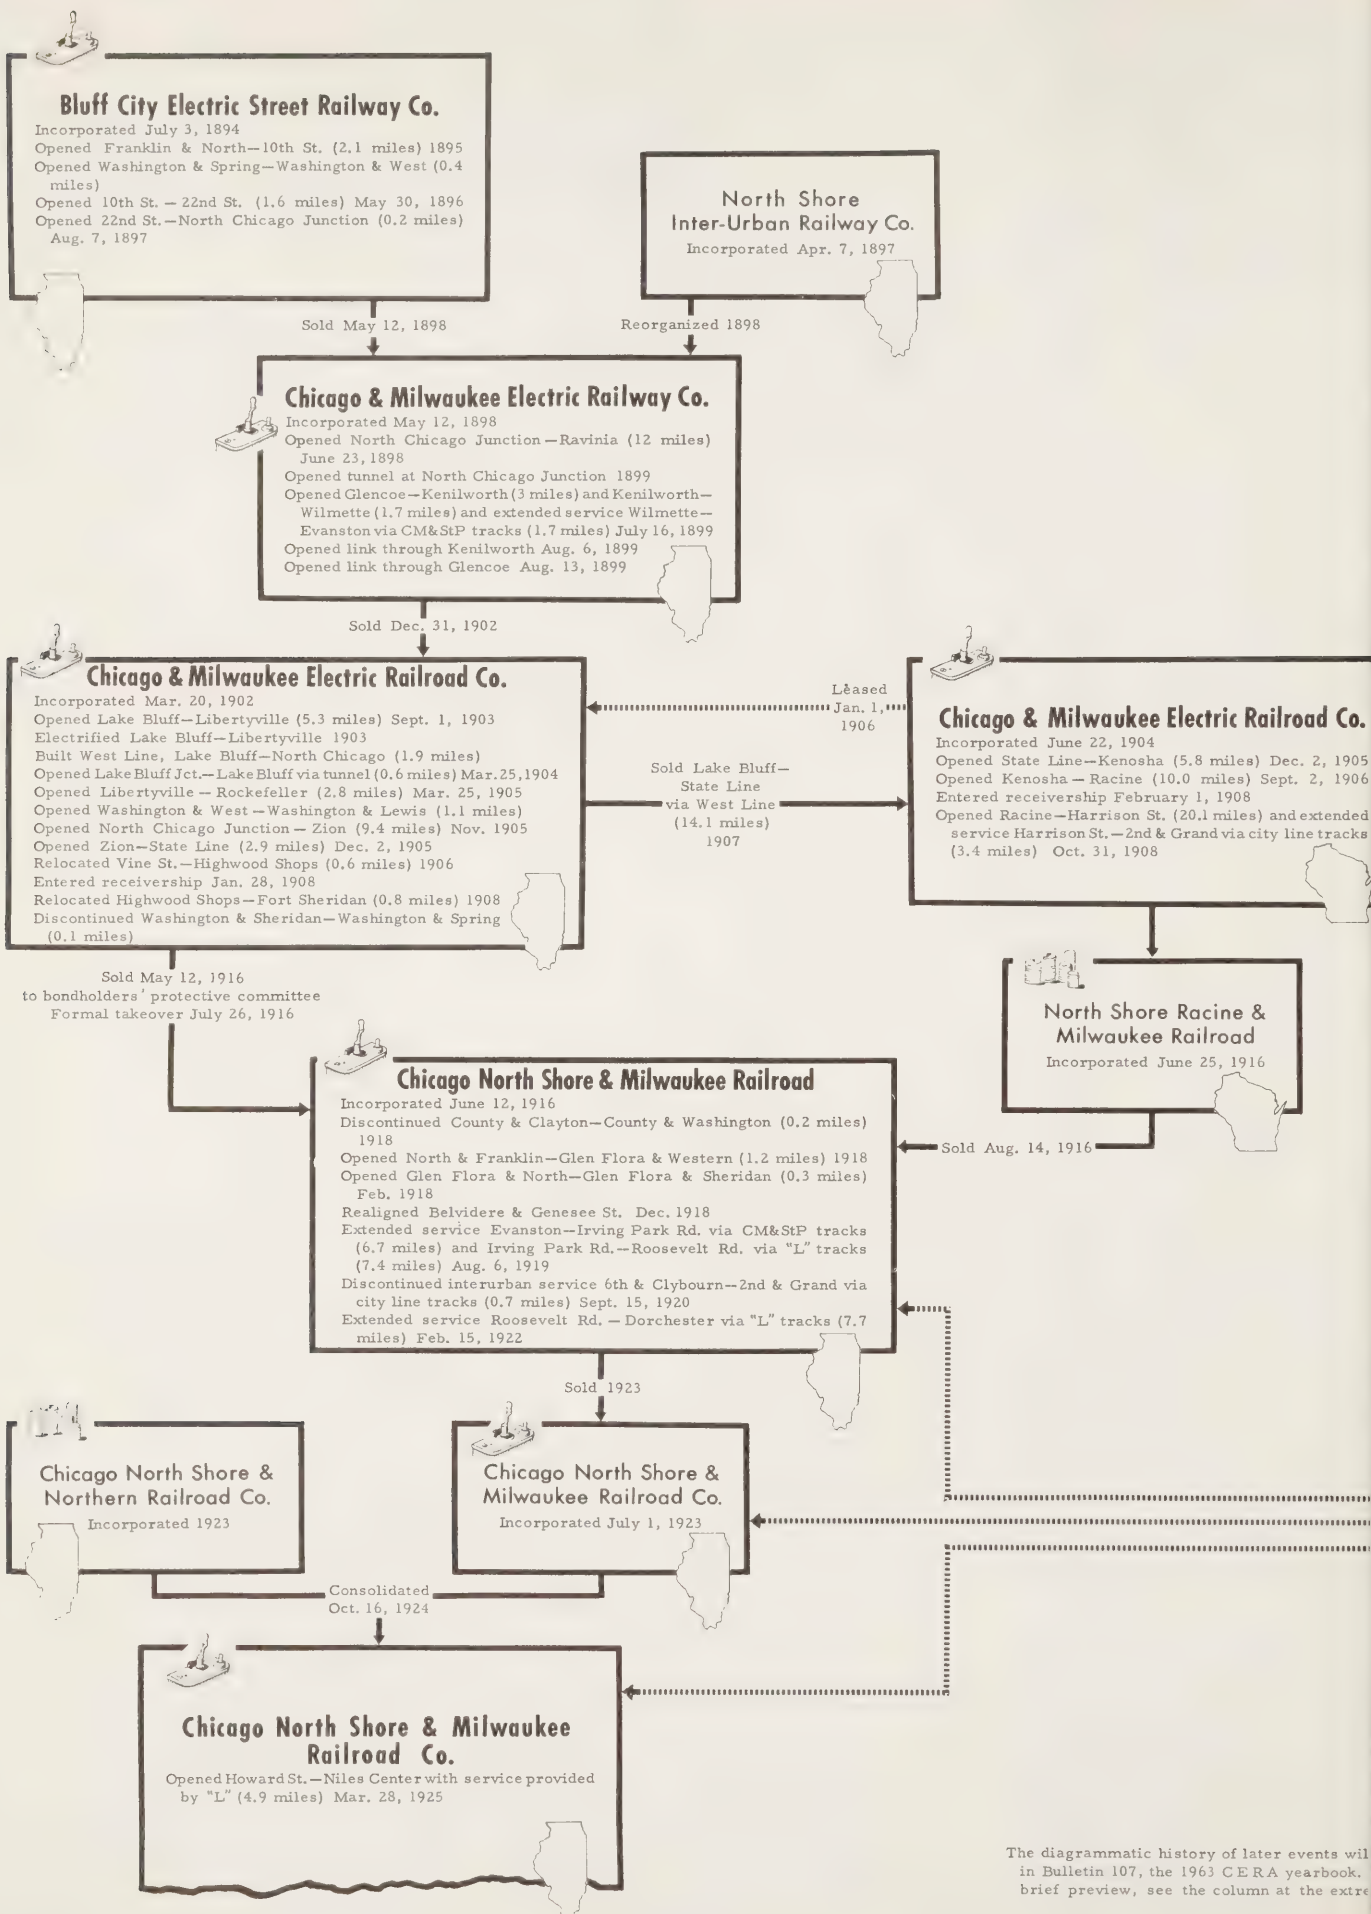 Bluff City Electric Street Railway Co.
Incorporated July 3, 1894
Opened Franklin & North—10th St. (2.1 miles) 1895
Opened Washington & Spring—Washington & West (0.4
miles)
Opened 10th St. — 22nd St. (1.6 miles) May 30, 1896
Opened 22nd St.—North Chicago Junction (0.2 miles)
Aug. 7, 1897
North Shore
Inter-Urban Railway Co.
Incorporated Apr. 7, 1897
Sold May 12, 1898
Reorganized 1898
Chicago & Milwaukee Electric Railway Co.
Incorporated May 12, 1898
Opened North Chicago Junction—Ravinia (12 miles)
June 23, 1898
Opened tunnel at North Chicago Junction 1899
Opened Glencoe—Kenilworth (3 miles) and Kenilworth—
Wilmette (1.7 miles) and extended service Wilmette—
Evanston via CM&StP tracks (1.7 miles) July 16, 1899
Opened link through Kenilworth Aug. 6, 1899
Opened link through Glencoe Aug. 13, 1899
Sold Dec. 31, 1902
Chicago & Milwaukee Electric Railroad Co.
Incorporated Mar. 20, 1902
Opened Lake Bluff—Libertyville (5.3 miles) Sept. 1, 1903
Electrified Lake Bluff—Libertyville 1903
Built West Line, Lake Bluff—North Chicago (1.9 miles)
Opened Lake Bluff Jct.—Lake Bluff via tunnel (0.6 miles) Mar. 25, 1904
Opened Libertyville — Rockefeller (2.8 miles) Mar. 25, 1905
Opened Washington & West —Washington & Lewis (1.1 miles)
Opened North Chicago Junction — Zion (9.4 miles) Nov. 1905
Opened Zion—State Line (2.9 miles) Dec. 2, 1905
Relocated Vine St.—Highwood Shops (0.6 miles) 1906
Entered receivership Jan. 28, 1908
Relocated Highwood Shops—Fort Sheridan (0.8 miles) 1908
Discontinued Washington & Sheridan—Washington & Spring
(0.1 miles)
Leased
Jan. 1,
1906
Sold Lake Bluff—
State Line
via West Line
(14.1 miles)
1907
Chicago & Milwaukee Electric Railroad Co.
Incorporated June 22, 1904
Opened State Line—Kenosha (5.8 miles) Dec. 2, 1905
Opened Kenosha — Racine (10.0 miles) Sept. 2, 1906
Entered receivership February 1, 1908
Opened Racine—Harrison St. (20.1 miles) and extended
service Harrison St.—2nd & Grand via city line tracks
(3.4 miles) Oct. 31, 1908
Sold May 12, 1916
to bondholders' protective committee
Formal takeover July 26, 1916
North Shore Racine &
Milwaukee Railroad
Incorporated June 25, 1916
Sold Aug. 14, 1916
Chicago North Shore & Milwaukee Railroad
Incorporated June 12, 1916
Discontinued County & Clayton—County & Washington (0.2 miles)
1918
Opened North & Franklin—Glen Flora & Western (1.2 miles) 1918
Opened Glen Flora & North—Glen Flora & Sheridan (0.3 miles)
Feb. 1918
Realigned Belvidere & Genesee St. Dec. 1918
Extended service Evanston—Irving Park Rd. via CM&StP tracks
(6.7 miles) and Irving Park Rd.—Roosevelt Rd. via "L" tracks
(7.4 miles) Aug. 6, 1919
Discontinued interurban service 6th & Clybourn—2nd & Grand via
city line tracks (0.7 miles) Sept. 15, 1920
Extended service Roosevelt Rd. — Dorchester via "L" tracks (7.7
miles) Feb. 15, 1922
Sold 1923
Chicago North Shore &
Northern Railroad Co.
Incorporated 1923
Chicago North Shore &
Milwaukee Railroad Co.
Incorporated July 1, 1923
Consolidated
Oct. 16, 1924
Chicago North Shore & Milwaukee
Railroad Co.
Opened Howard St.—Niles Center with service provided
by "L" (4.9 miles) Mar. 28, 1925
The diagrammatic history of later events wil
in Bulletin 107, the 1963 CERA yearbook.
brief preview, see the column at the extre